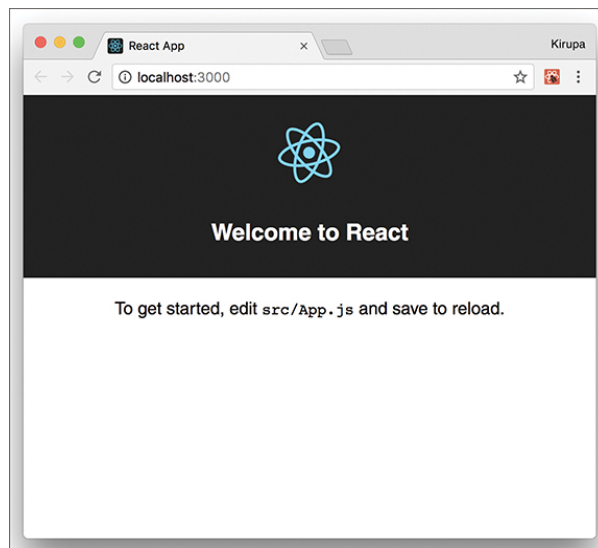 React App
Kirupa
localhost:3000
Welcome to React
To get started, edit src/App.js and save to reload.